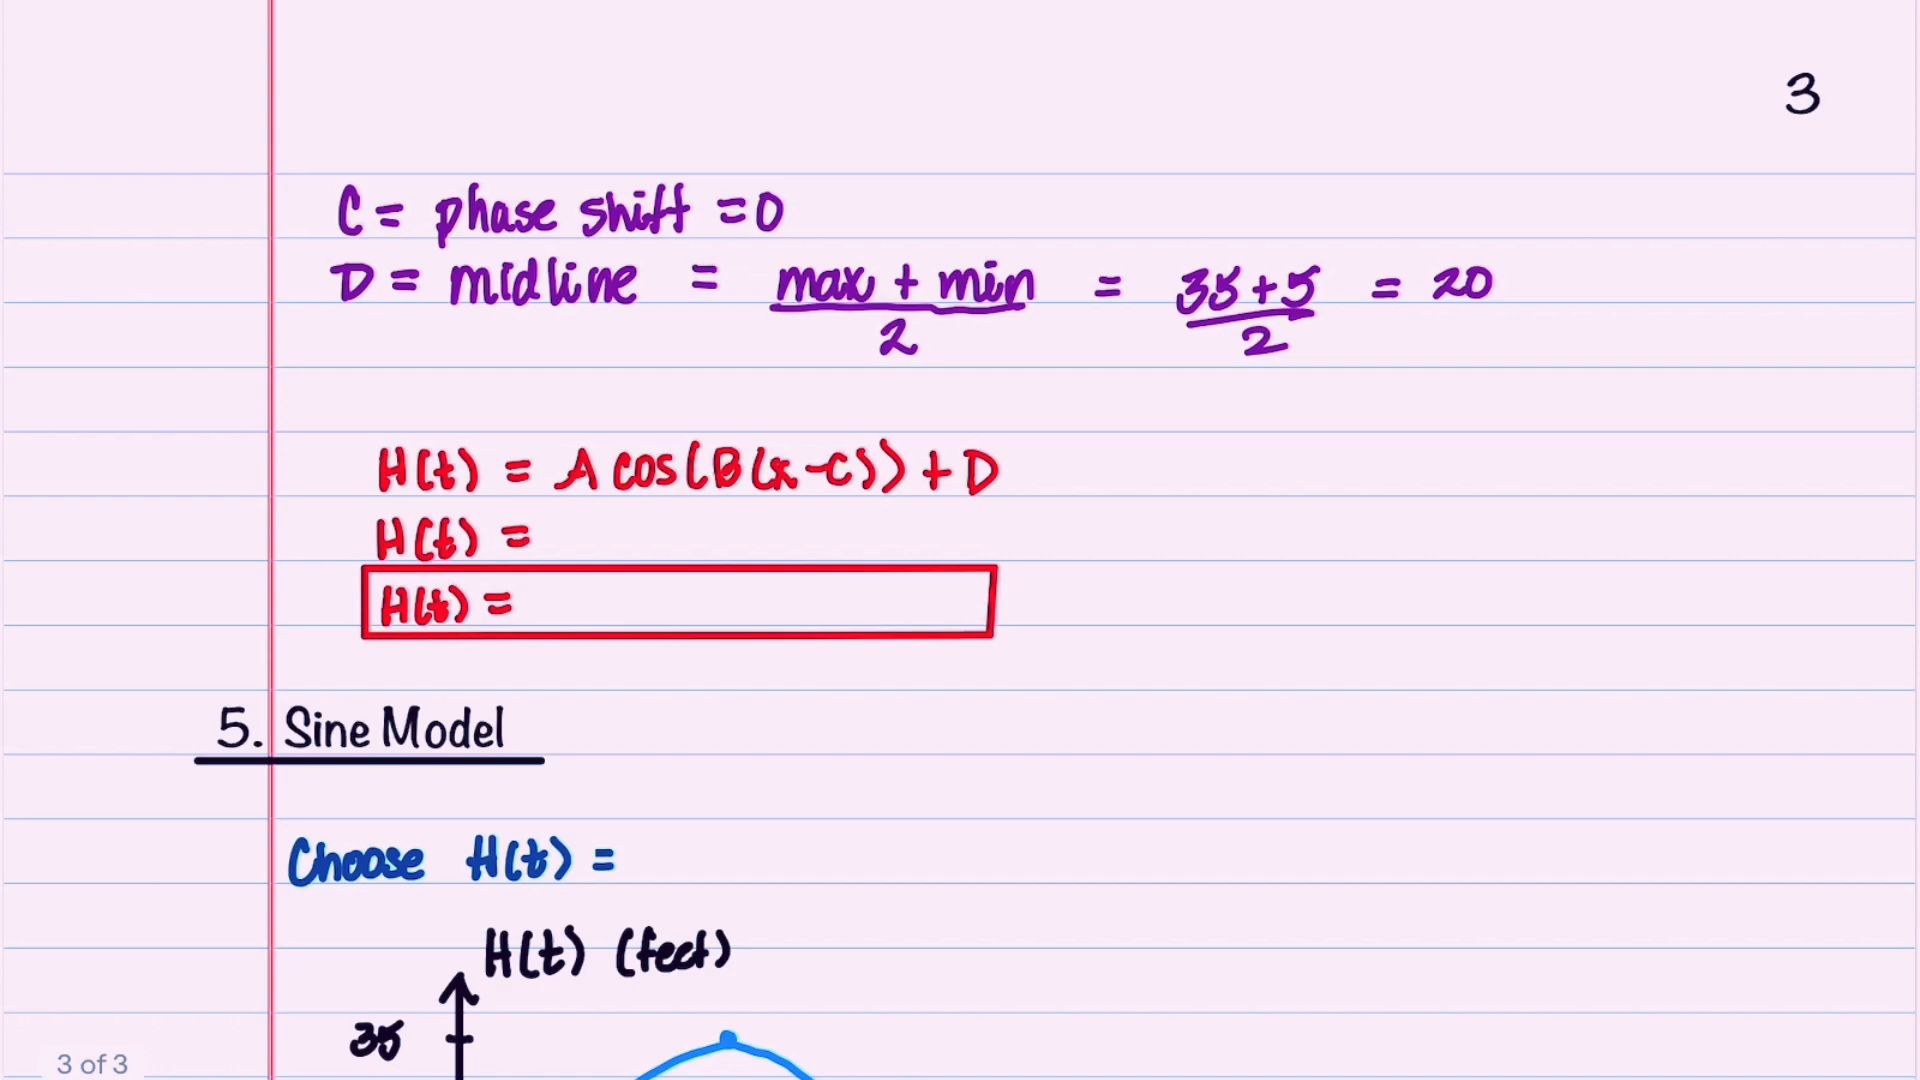 3
C = phase shift = 0
D = midline = max + min / 2 = 35+5 / 2 = 20
H(t) = A cos(B(x-C)) + D
H(t) =
H(t) =
5. Sine Model
Choose H(t) =
H(t) (feet)
35
3 of 3